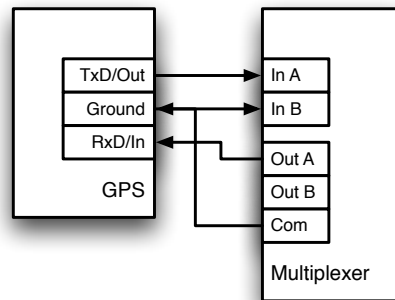 TxD/Out
Ground
RxD/In
GPS
In A
In B
Out A
Out B
Com
Multiplexer